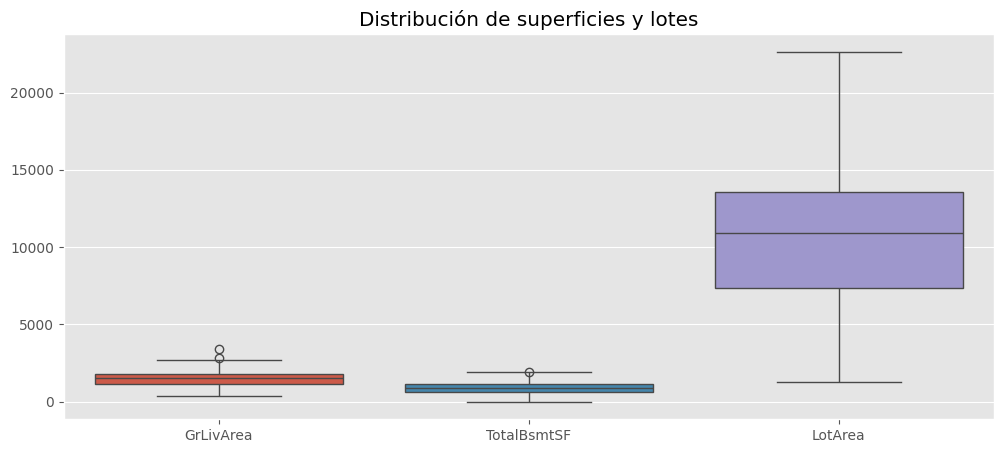 Distribución de superficies y lotes
20000
15000
10000
5000
0
GrLivArea TotalBsmtSF LotArea